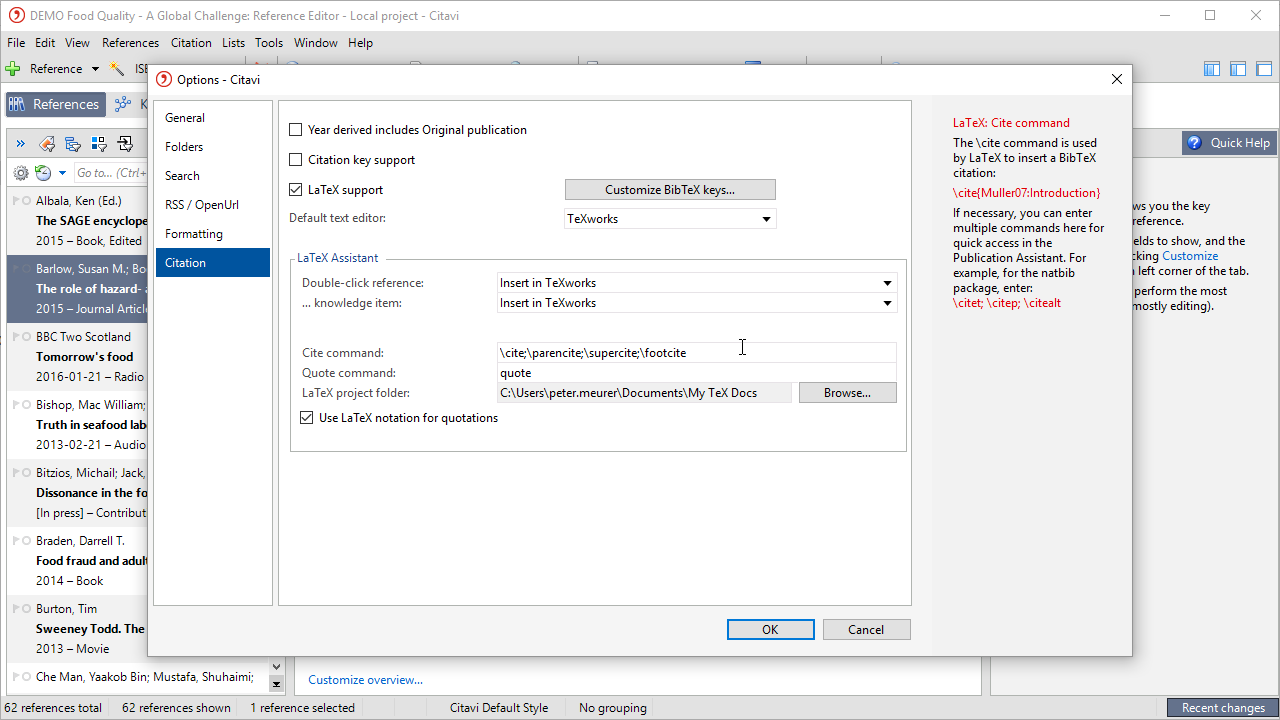 DEMO Food Quality - A Global Challenge: Reference Editor - Local project - Citavi
File Edit View References Citation Lists Tools Window Help
Reference
References
Quick Help
Go to... (Ctrl+
Albala, Ken (Ed.)
The SAGE encyclope
2015 – Book, Edited
Barlow, Susan M.; Bo
The role of hazard- a
2015 – Journal Article
BBC Two Scotland
Tomorrow's food
2016-01-21 – Radio
Bishop, Mac William;
Truth in seafood lab
2013-02-21 – Audio
Bitzios, Michail; Jack,
Dissonance in the fo
[In press] – Contribut
Braden, Darrell T.
Food fraud and adult
2014 – Book
Burton, Tim
Sweeney Todd. The
2013 – Movie
Che Man, Yaakob Bin; Mustafa, Shuhaimi;
Options - Citavi
General
Folders
Search
RSS / OpenUrl
Formatting
Citation
Year derived includes Original publication
Citation key support
LaTeX support
Customize BibTeX keys...
Default text editor:
TeXworks
LaTeX Assistant
Double-click reference:
Insert in TeXworks
... knowledge item:
Insert in TeXworks
Cite command:
\cite;\parencite;\supercite;\footcite
Quote command:
quote
LaTeX project folder:
C:\Users\peter.meurer\Documents\My TeX Docs
Browse...
Use LaTeX notation for quotations
OK
Cancel
LaTeX: Cite command
The \cite command is used
by LaTeX to insert a BibTeX
citation:
\cite{Muller07:Introduction}
If necessary, you can enter
multiple commands here for
quick access in the
Publication Assistant. For
example, for the natbib
package, enter:
\citet; \citep; \citealt
ws you the key
reference.
elds to show, and the
cking Customize
left corner of the tab.
perform the most
mostly editing).
Customize overview...
62 references total
62 references shown
1 reference selected
Citavi Default Style
No grouping
Recent changes